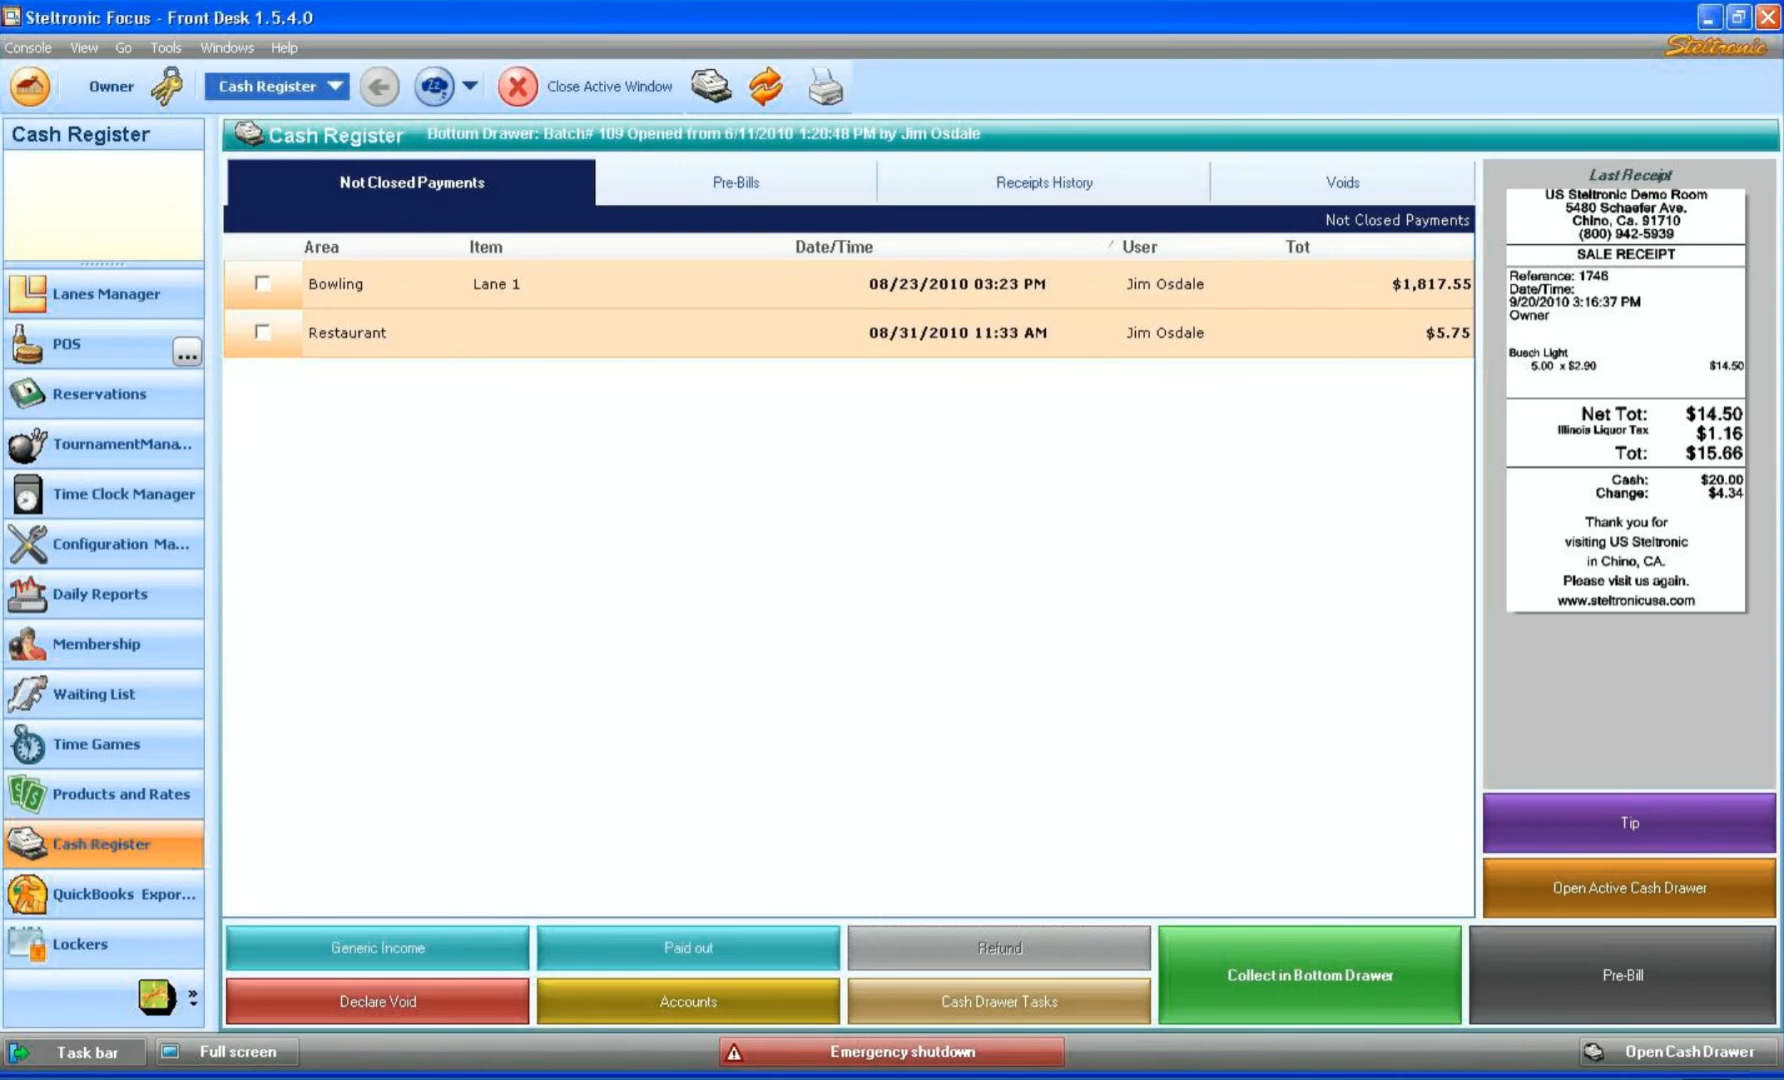 Steltronic Focus - Front Desk 1.5.4.0
Console View Go Tools Windows Help
Steltronic
Owner Cash Register Close Active Window
Cash Register
Lanes Manager
POS
...
Reservations
TournamentMana...
Time Clock Manager
Configuration Ma...
Daily Reports
Membership
Waiting List
Time Games
Products and Rates
Cash Register
QuickBooks Expor...
Lockers
Cash Register Bottom Drawer: Batch# 109 Opened from 6/11/2010 1:20:48 PM by Jim Osdale
Not Closed Payments Pre-Bills Receipts History Voids
Not Closed Payments
Area Item Date/Time User Tot
Bowling Lane 1 08/23/2010 03:23 PM Jim Osdale $1,817.55
Restaurant 08/31/2010 11:33 AM Jim Osdale $5.75
Last Receipt
US Steltronic Demo Room
5480 Schaefer Ave.
Chino, Ca. 91710
(800) 942-5939
SALE RECEIPT
Reference: 1746
Date/Time:
9/20/2010 3:16:37 PM
Owner
Busch Light
5.00 x $2.90 $14.50
Net Tot: $14.50
Illinois Liquor Tax $1.16
Tot: $15.66
Cash: $20.00
Change: $4.34
Thank you for
visiting US Steltronic
in Chino, CA.
Please visit us again.
www.steltronicusa.com
Tip
Open Active Cash Drawer
Generic Income Paid out Refund
Collect in Bottom Drawer Pre-Bill
Declare Void Accounts Cash Drawer Tasks
Task bar Full screen Emergency shutdown Open Cash Drawer